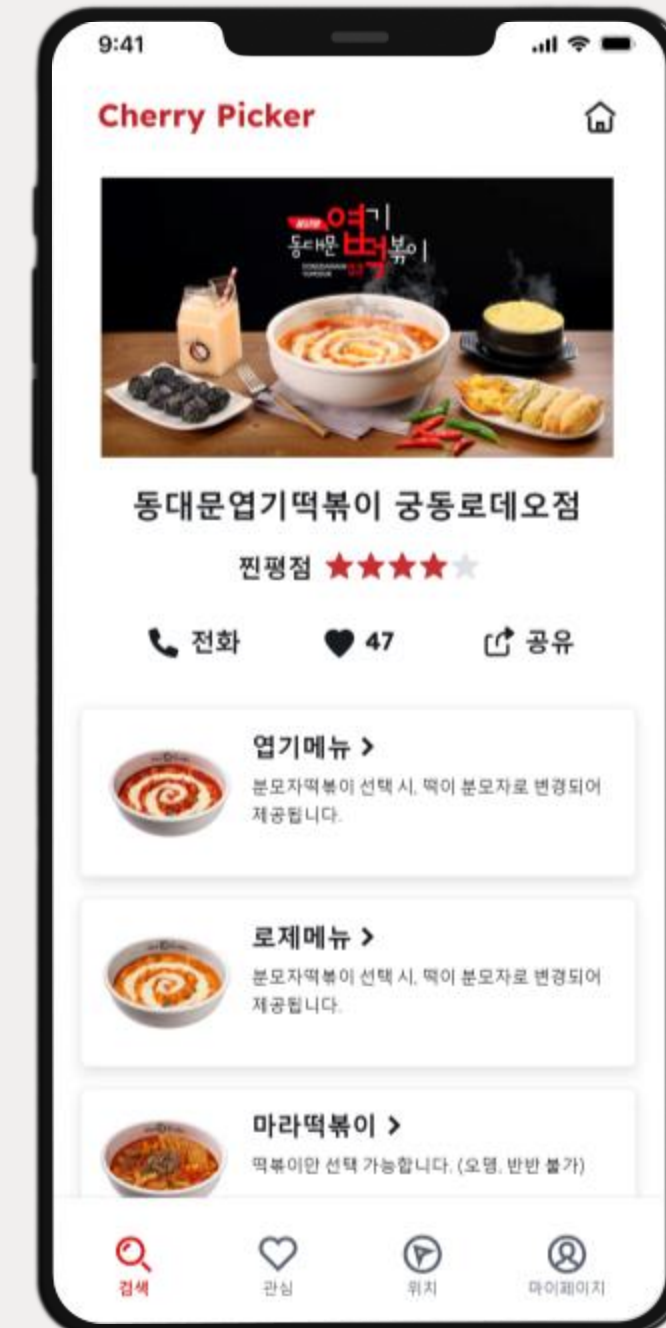 9:41
Cherry Picker
동대문 엽기떡볶이
동대문엽기떡볶이 궁동로데오점
찐평점
전화
47
공유
엽기메뉴
분모자떡볶이 선택 시, 떡이 분모자로 변경되어
제공됩니다.
로제메뉴
분모자떡볶이 선택 시, 떡이 분모자로 변경되어
제공됩니다.
마라떡볶이
떡볶이만 선택 가능합니다. (오뎅, 반반 불가)
검색
관심
위치
마이페이지